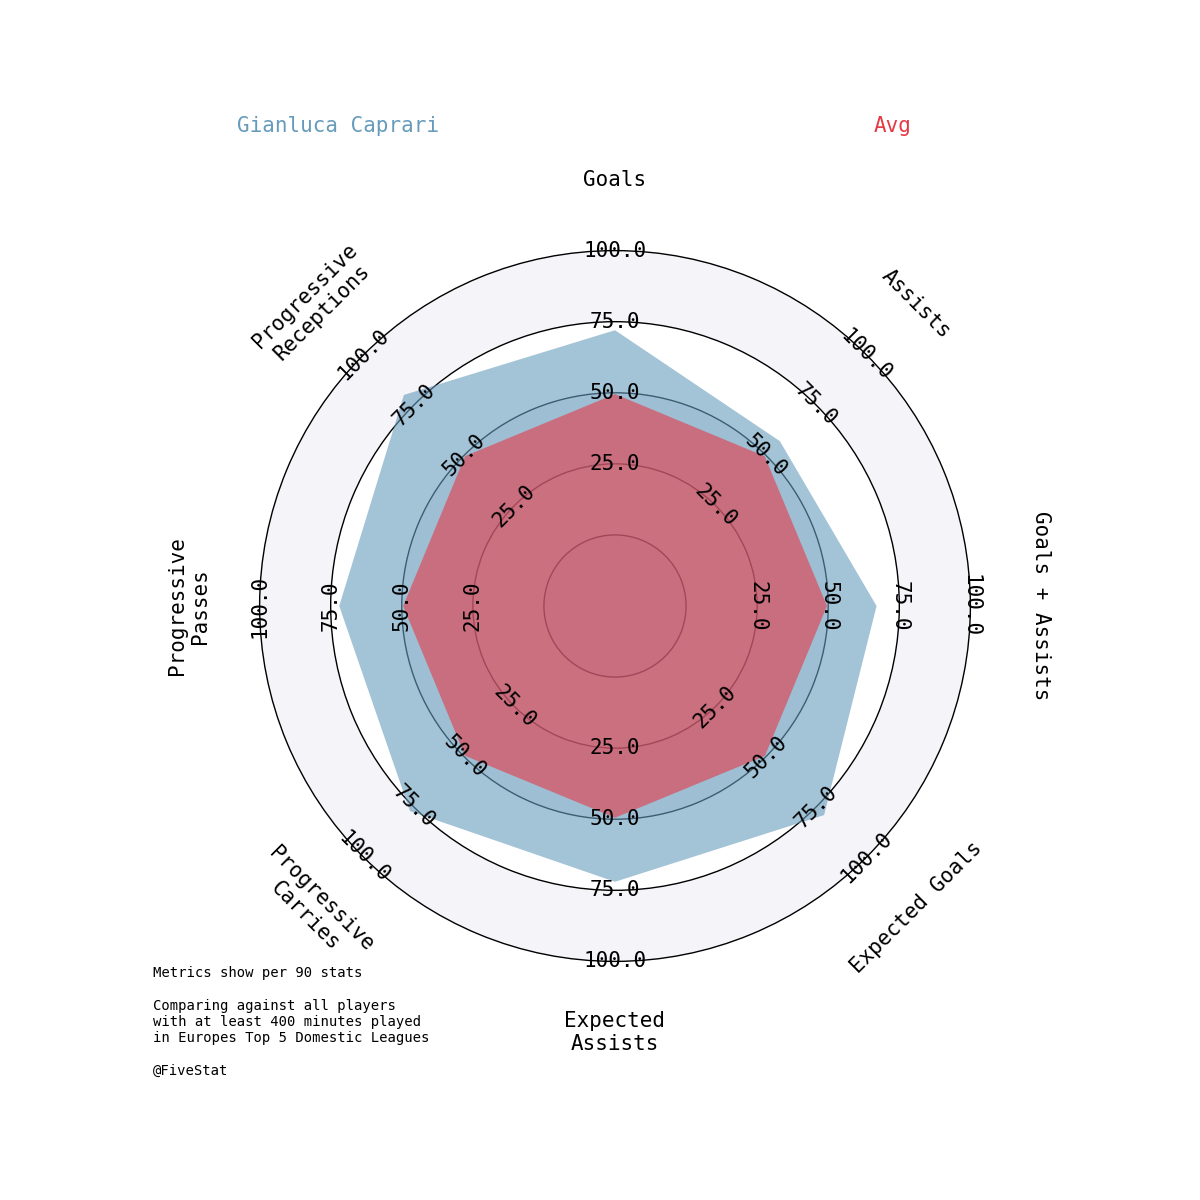 Gianluca Caprari
Avg
Goals
Assists
Goals + Assists
Expected Goals
Expected
Assists
Progressive
Carries
Progressive
Passes
Progressive
Receptions
100.0
75.0
50.0
25.0
100.0
75.0
50.0
25.0
100.0
75.0
50.0
25.0
100.0
75.0
50.0
25.0
100.0
75.0
50.0
25.0
100.0
75.0
50.0
25.0
100.0
75.0
50.0
25.0
100.0
75.0
50.0
25.0
Metrics show per 90 stats
Comparing against all players
with at least 400 minutes played
in Europes Top 5 Domestic Leagues
@FiveStat